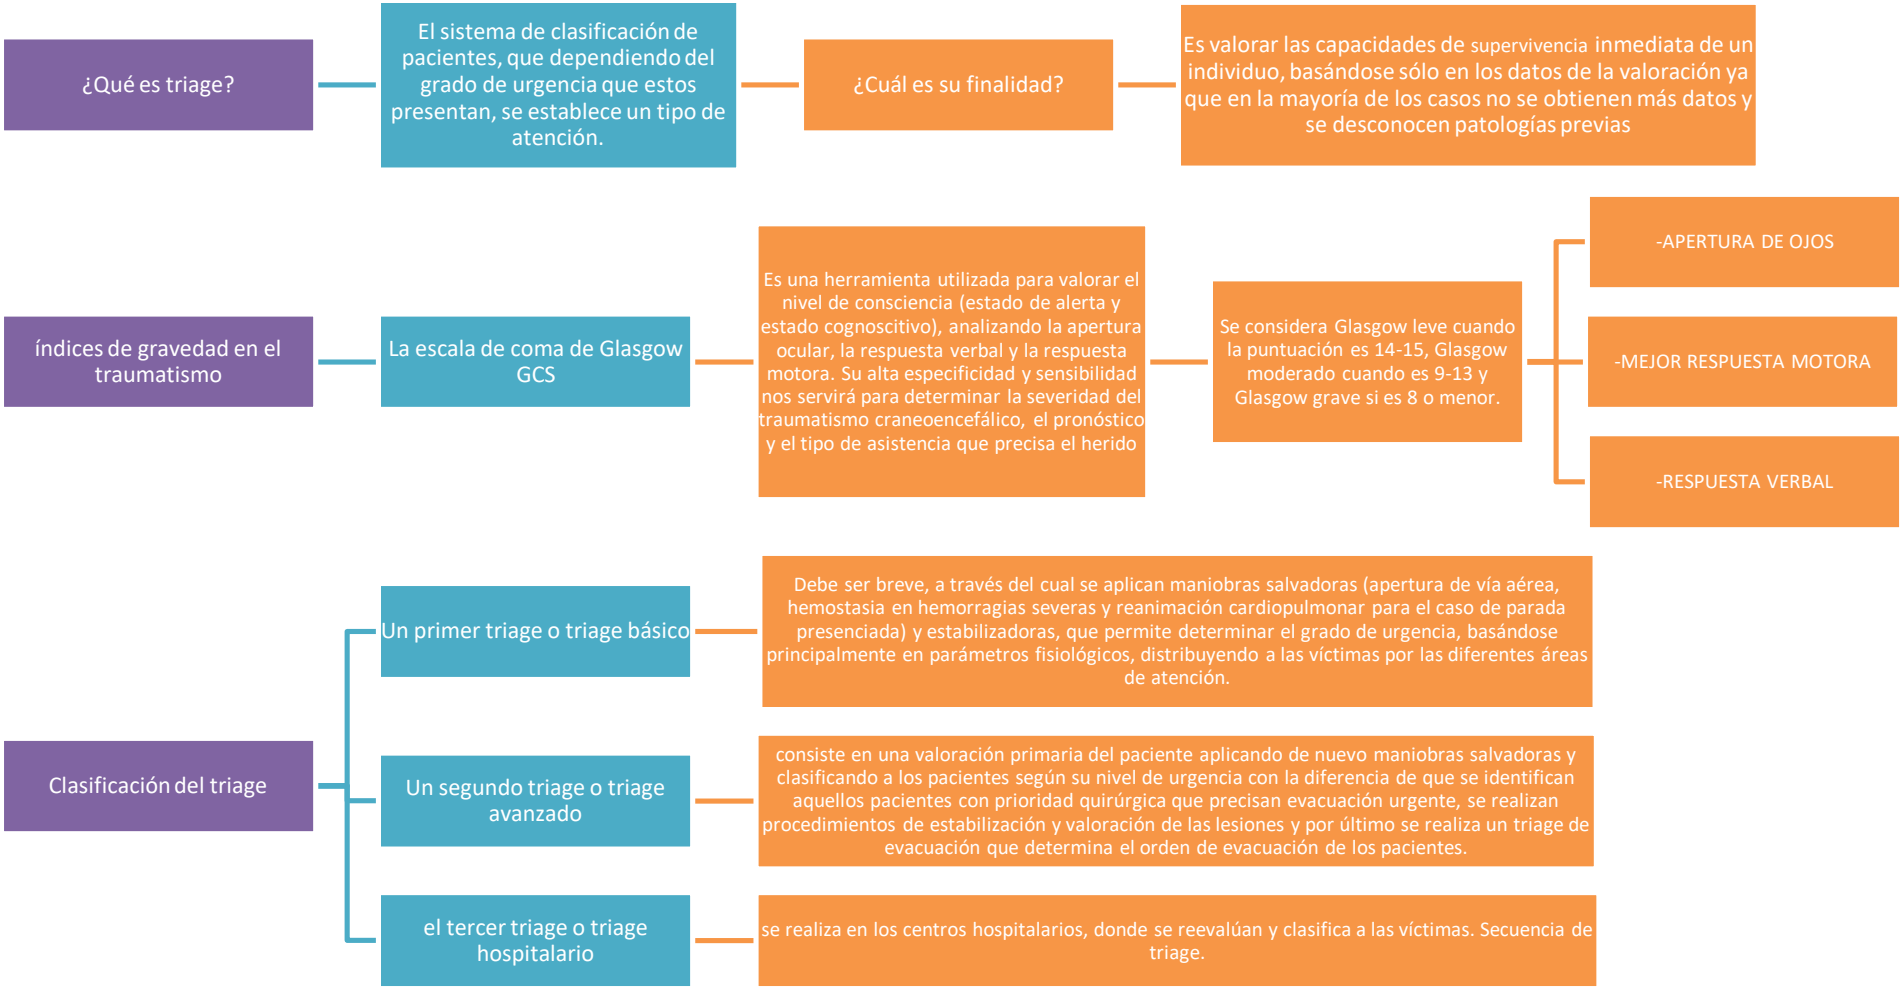 ¿Qué es triage?
El sistema de clasificación de
pacientes, que dependiendo del
grado de urgencia que estos
presentan, se establece un tipo de
atención.
¿Cuál es su finalidad?
Es valorar las capacidades de supervivencia inmediata de un
individuo, basándose sólo en los datos de la valoración ya
que en la mayoría de los casos no se obtienen más datos y
se desconocen patologías previas
índices de gravedad en el
traumatismo
La escala de coma de Glasgow
GCS
Es una herramienta utilizada para valorar el
nivel de consciencia (estado de alerta y
estado cognoscitivo), analizando la apertura
ocular, la respuesta verbal y la respuesta
motora. Su alta especificidad y sensibilidad
nos servirá para determinar la severidad del
traumatismo craneoencefálico, el pronóstico
y el tipo de asistencia que precisa el herido
Se considera Glasgow leve cuando
la puntuación es 14-15, Glasgow
moderado cuando es 9-13 y
Glasgow grave si es 8 o menor.
-APERTURA DE OJOS
-MEJOR RESPUESTA MOTORA
-RESPUESTA VERBAL
Clasificación del triage
Un primer triage o triage básico
Debe ser breve, a través del cual se aplican maniobras salvadoras (apertura de vía aérea,
hemostasia en hemorragias severas y reanimación cardiopulmonar para el caso de parada
presenciada) y estabilizadoras, que permite determinar el grado de urgencia, basándose
principalmente en parámetros fisiológicos, distribuyendo a las víctimas por las diferentes áreas
de atención.
Un segundo triage o triage
avanzado
consiste en una valoración primaria del paciente aplicando de nuevo maniobras salvadoras y
clasificando a los pacientes según su nivel de urgencia con la diferencia de que se identifican
aquellos pacientes con prioridad quirúrgica que precisan evacuación urgente, se realizan
procedimientos de estabilización y valoración de las lesiones y por último se realiza un triage de
evacuación que determina el orden de evacuación de los pacientes.
el tercer triage o triage
hospitalario
se realiza en los centros hospitalarios, donde se reevalúan y clasifica a las víctimas. Secuencia de
triage.